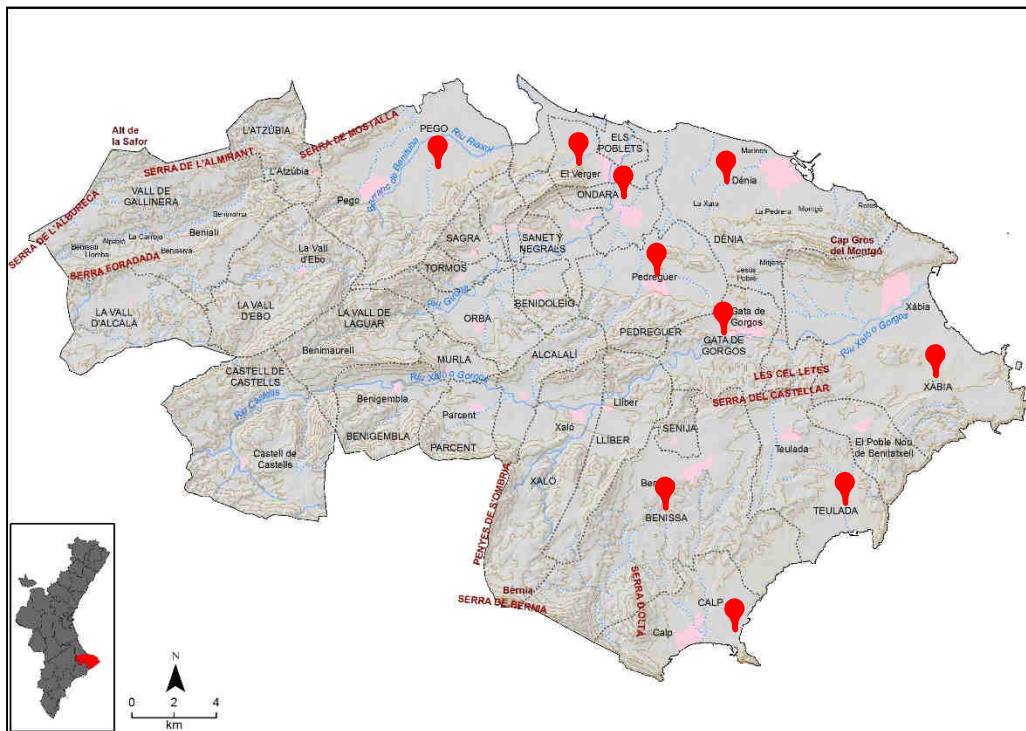 Alt de
la Safor
L'ATZÚBIA
SERRA DE MOSTALLA
PEGO
Riu Riaxol
ELS
POBLETS
Marines
SERRA DE L'ALMIRANT
L'Atzúbia
Barranc de Benituba
El Verger
Dénia
VALL DE
GALLINERA
Pego
ONDARA
La Xara
La Pedrera
Montgó
Rotes
SERRA DE L'ALBURECA
Benialí
Alpatró
La Carroja
Benissivà
Benissili
Llombai
SERRA FORADADA
La Vall
d'Ebo
SAGRA
SANET Y
NEGRALS
DÉNIA
Cap Gros
del Montgó
TORMOS
Pedreguer
Jesús
Pobre
Riu Girona
BENIDOLEIG
Xàbia
LA VALL
D'ALCALÀ
LA VALL
D'EBO
LA VALL DE
LAGUAR
ORBA
PEDREGUER
Gata de
Gorgos
GATA DE
GORGOS
Riu Xaló o Gorgos
Benimaurell
MURLA
ALCALALÍ
LES CEL·LETES
CASTELL DE
CASTELLS
Riu Xaló o Gorgos
SERRA DEL CASTELLAR
XÀBIA
Riu Castells
Benigembla
Parcent
Xaló
Llíber
LLÍBER
SENIJA
Teulada
El Poble Nou
de Benitatxell
BENIGEMBLA
PARCENT
Castell de
Castells
XALÓ
PENYES DE S'OMBRIA
BENISSA
TEULADA
Bèrnia
SERRA DE BÈRNIA
SERRA D'OLTÀ
CALP
Calp
N
0 2 4
km